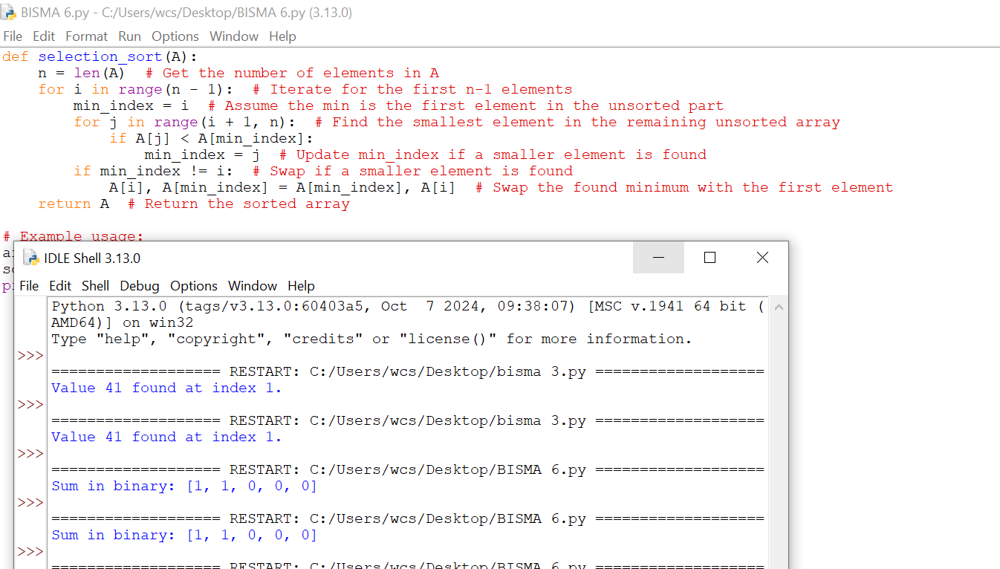 BISMA 6.py - C:/Users/wcs/Desktop/BISMA 6.py (3.13.0)
File Edit Format Run Options Window Help
def selection_sort(A):
    n = len(A)  # Get the number of elements in A
    for i in range(n - 1):  # Iterate for the first n-1 elements
        min_index = i  # Assume the min is the first element in the unsorted part
        for j in range(i + 1, n):  # Find the smallest element in the remaining unsorted array
            if A[j] < A[min_index]:
                min_index = j  # Update min_index if a smaller element is found
        if min_index != i:  # Swap if a smaller element is found
            A[i], A[min_index] = A[min_index], A[i]  # Swap the found minimum with the first element
    return A  # Return the sorted array
# Example usage:
IDLE Shell 3.13.0
File Edit Shell Debug Options Window Help
Python 3.13.0 (tags/v3.13.0:60403a5, Oct  7 2024, 09:38:07) [MSC v.1941 64 bit (
AMD64)] on win32
Type "help", "copyright", "credits" or "license()" for more information.
>>>
=================== RESTART: C:/Users/wcs/Desktop/bisma 3.py ===================
Value 41 found at index 1.
>>>
=================== RESTART: C:/Users/wcs/Desktop/bisma 3.py ===================
Value 41 found at index 1.
>>>
=================== RESTART: C:/Users/wcs/Desktop/BISMA 6.py ===================
Sum in binary: [1, 1, 0, 0, 0]
>>>
=================== RESTART: C:/Users/wcs/Desktop/BISMA 6.py ===================
Sum in binary: [1, 1, 0, 0, 0]
>>>
=================== RESTART: C:/Users/wcs/Desktop/BISMA 6.py ===================